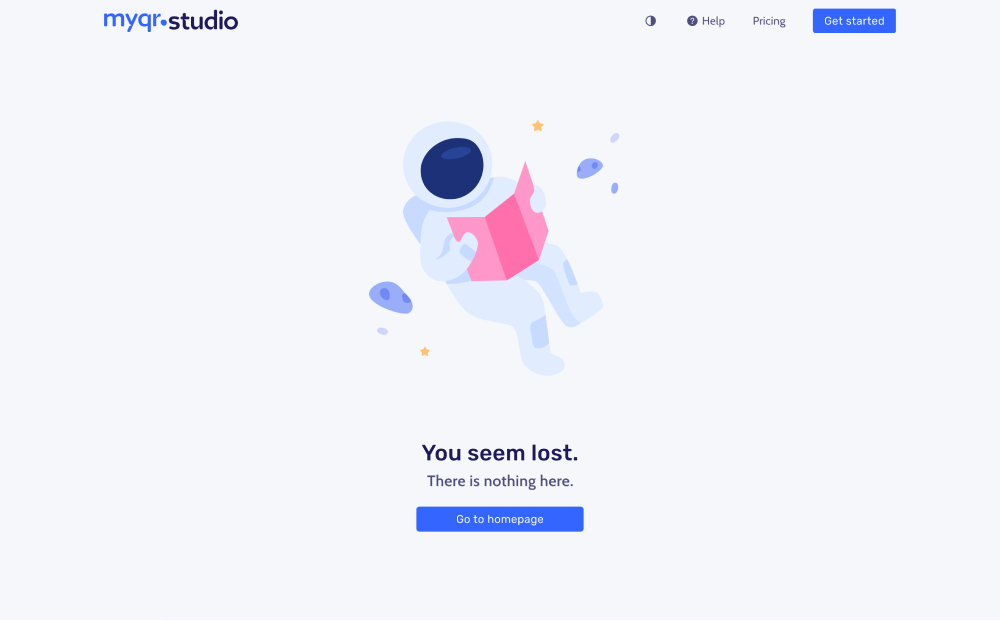 myqr.studio
Help
Pricing
Get started
You seem lost.
There is nothing here.
Go to homepage